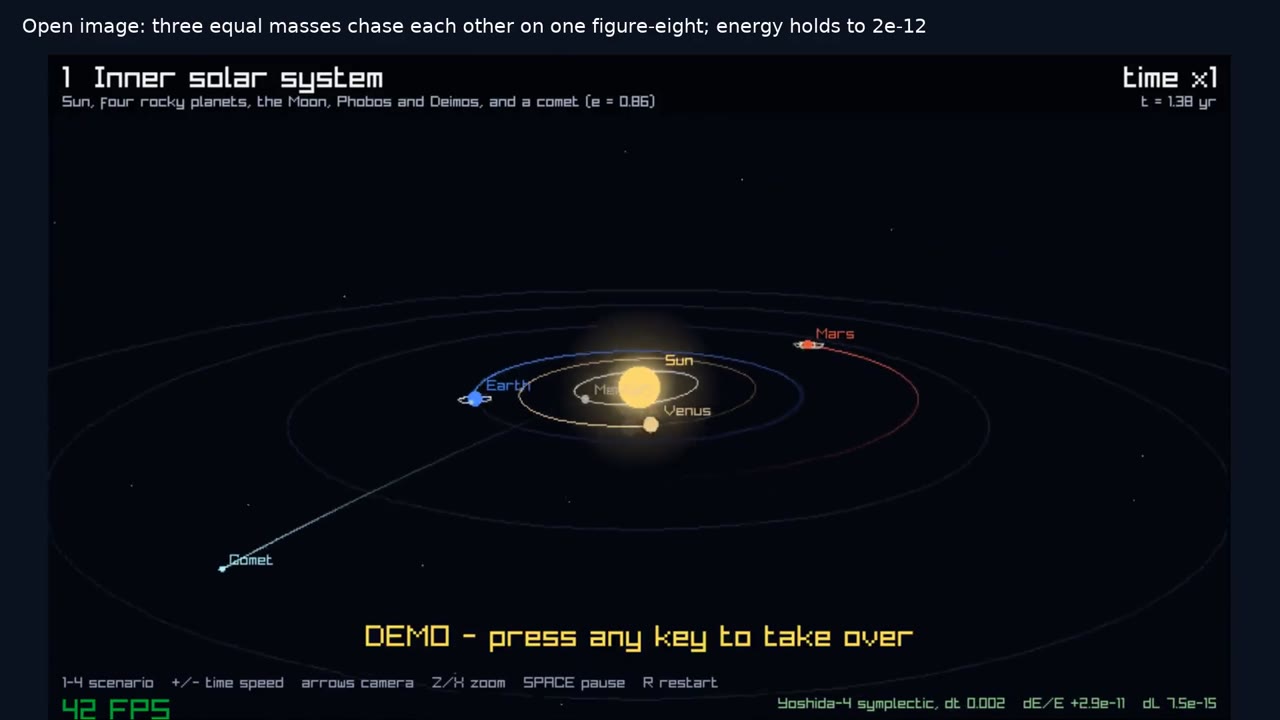 Open image: three equal masses chase each other on one figure-eight; energy holds to 2e-12
1 Inner solar system
time x1
Sun, four rocky planets, the Moon, Phobos and Deimos, and a comet (e = 0.86)
t = 1.38 yr
Mars
Sun
Earth
Venus
Comet
DEMO - press any key to take over
1-4 scenario +/- time speed arrows camera Z/X zoom SPACE pause R restart
42 FPS
Yoshida-4 symplectic, dt 0.002 dE/E +2.9e-11 dL 7.5e-15